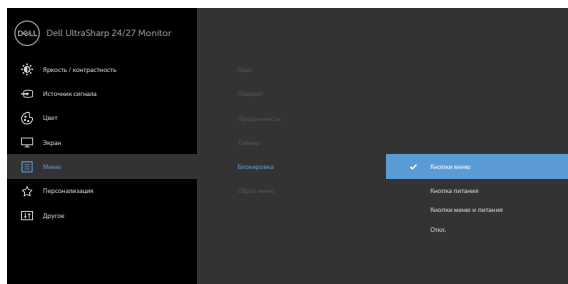 DELL Dell UltraSharp 24/27 Monitor
Яркость / контрастность
Язык
Источник сигнала
Поворот
Цвет
Прозрачность
Экран
Таймер
Меню
Блокировка
Кнопки меню
Персонализация
Сброс меню
Кнопка питания
Кнопки меню и питания
Другое
Откл.